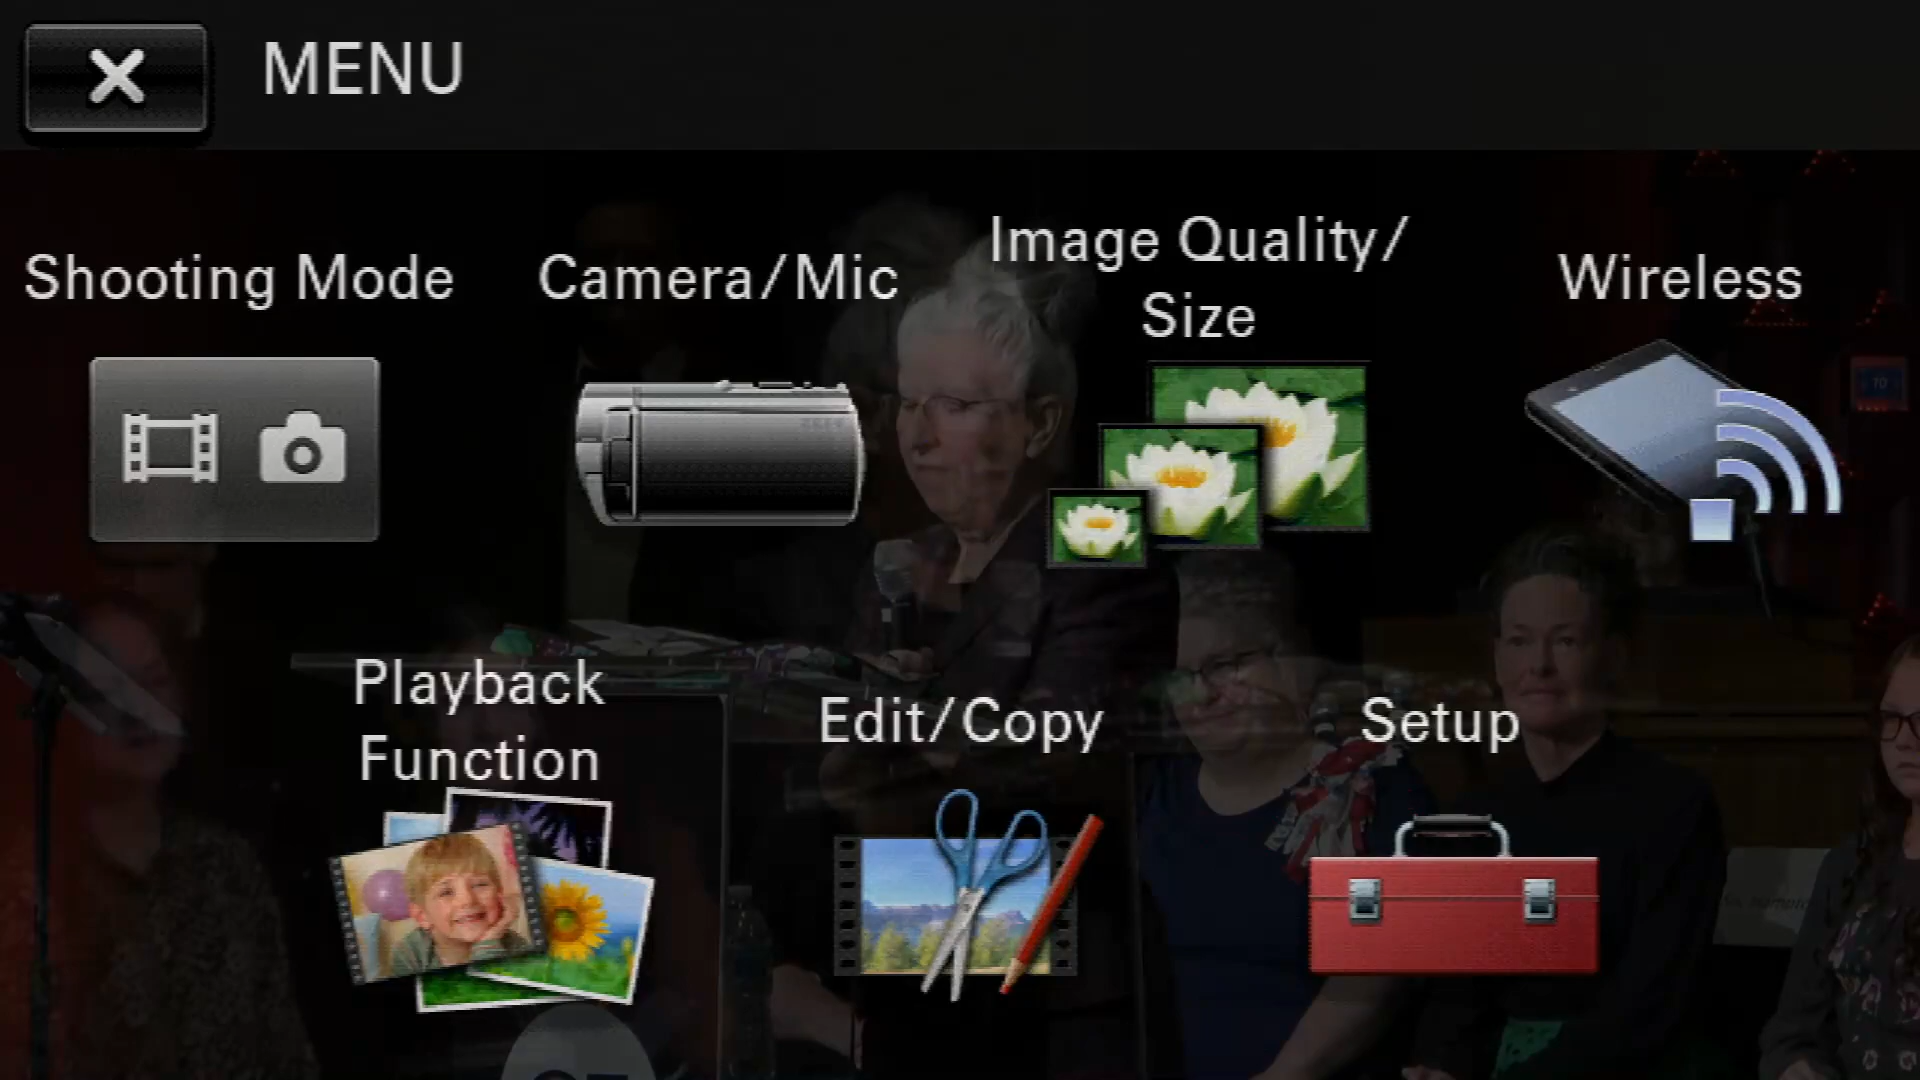 MENU
Shooting Mode
Camera/Mic
Image Quality/
Size
Wireless
Playback
Function
Edit/Copy
Setup